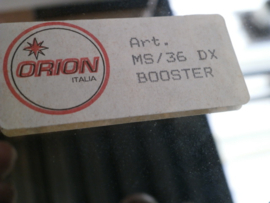 ORION
ITALIA
Art.
MS/36 DX
BOOSTER